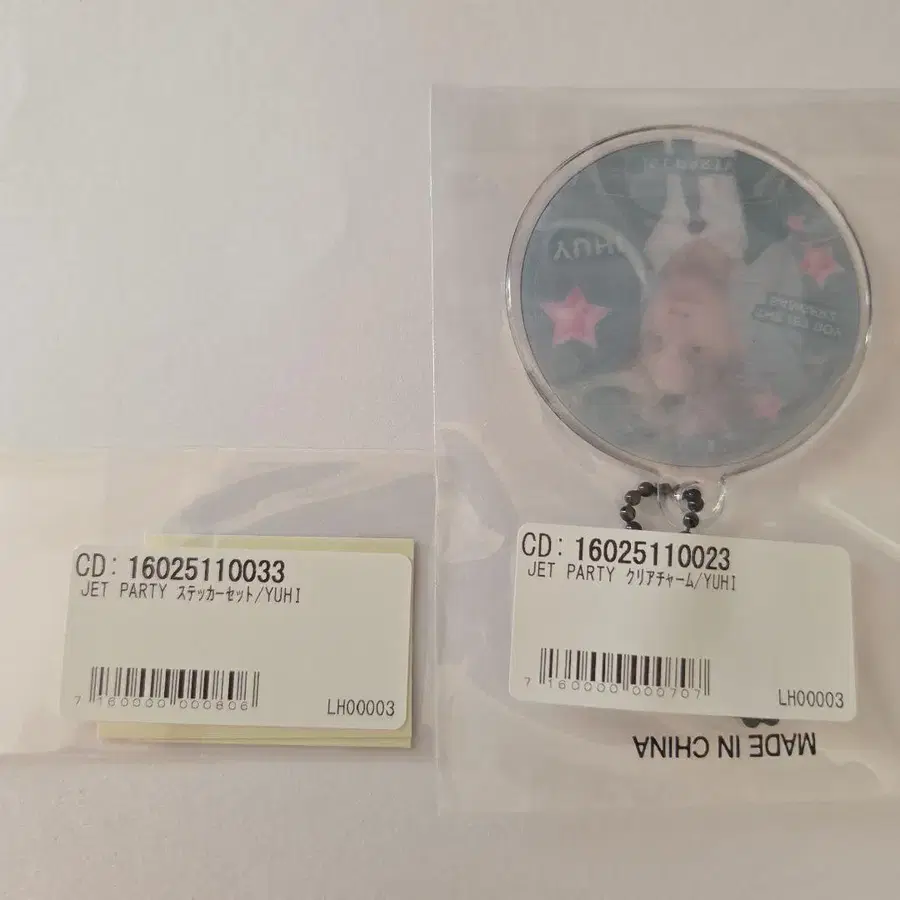 YUHI
CD: 16025110033
JET PARTY ステッカーセット/YUHI
7 160000 000806
LH00003
CD: 16025110023
JET PARTY クリアチャーム/YUHI
7 160000 000707
LH00003
MADE IN CHINA